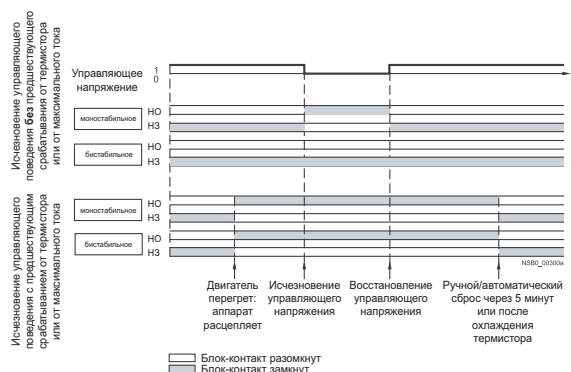 Исчезновение управляющего
поведения без предшествующего
срабатывания от термистора
или от максимального тока
Управляющее
напряжение
1
0
моностабильное
НО
НЗ
бистабильное
НО
НЗ
Исчезновение управляющего
поведения с предшествующим
срабатыванием от термистора
или от максимального тока
моностабильное
НО
НЗ
бистабильное
НО
НЗ
NSB0_00300a
Двигатель
перегрет:
аппарат
расцепляет
Исчезновение
управляющего
напряжения
Восстановление
управляющего
напряжения
Ручной/автоматический
сброс через 5 минут
или после
охлаждения
термистора
Блок-контакт разомкнут
Блок-контакт замкнут